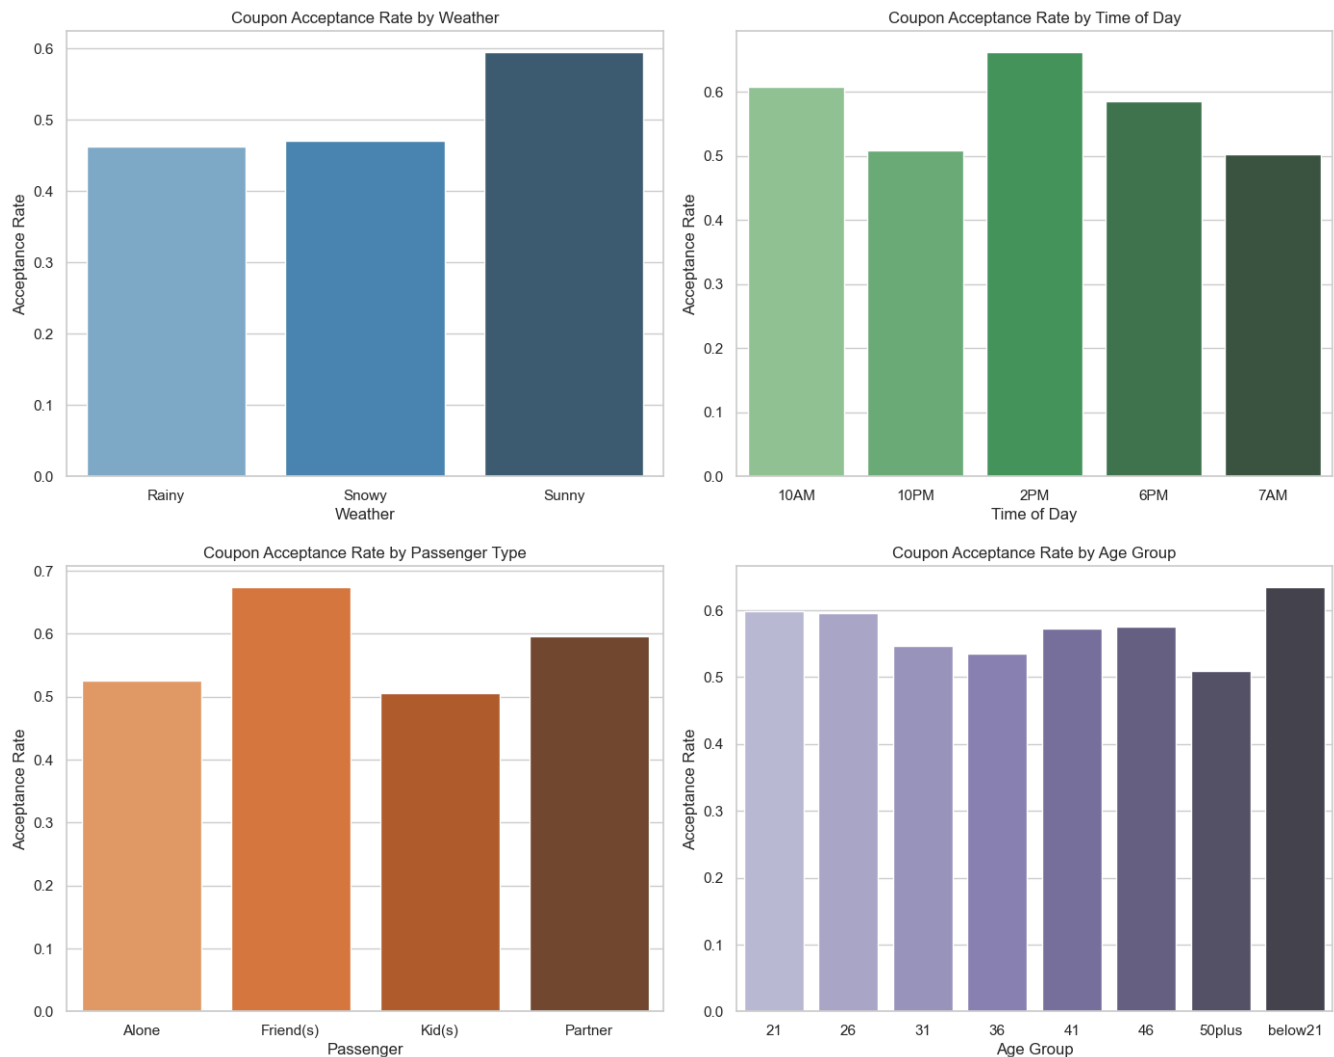 Coupon Acceptance Rate by Weather
Acceptance Rate
0.6
0.5
0.4
0.3
0.2
0.1
0.0
Rainy Snowy Sunny
Weather
Coupon Acceptance Rate by Time of Day
Acceptance Rate
0.6
0.5
0.4
0.3
0.2
0.1
0.0
10AM 10PM 2PM 6PM 7AM
Time of Day
Coupon Acceptance Rate by Passenger Type
Acceptance Rate
0.7
0.6
0.5
0.4
0.3
0.2
0.1
0.0
Alone Friend(s) Kid(s) Partner
Passenger
Coupon Acceptance Rate by Age Group
Acceptance Rate
0.6
0.5
0.4
0.3
0.2
0.1
0.0
21 26 31 36 41 46 50plus below21
Age Group